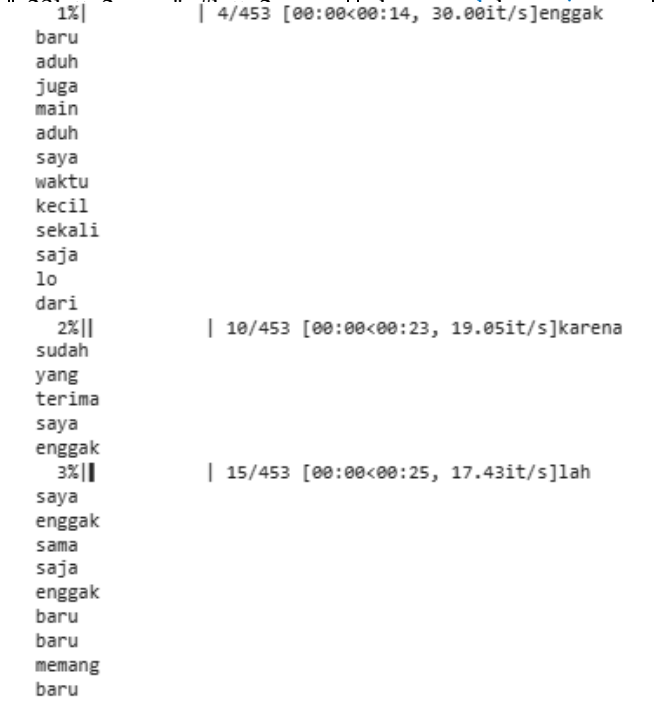 1%| | 4/453 [00:00<00:14, 30.00it/s]enggak
baru
aduh
juga
main
aduh
saya
waktu
kecil
sekali
saja
lo
dari
2%|| | 10/453 [00:00<00:23, 19.05it/s]karena
sudah
yang
terima
saya
enggak
3%|▌ | 15/453 [00:00<00:25, 17.43it/s]lah
saya
enggak
sama
saja
enggak
baru
baru
memang
baru